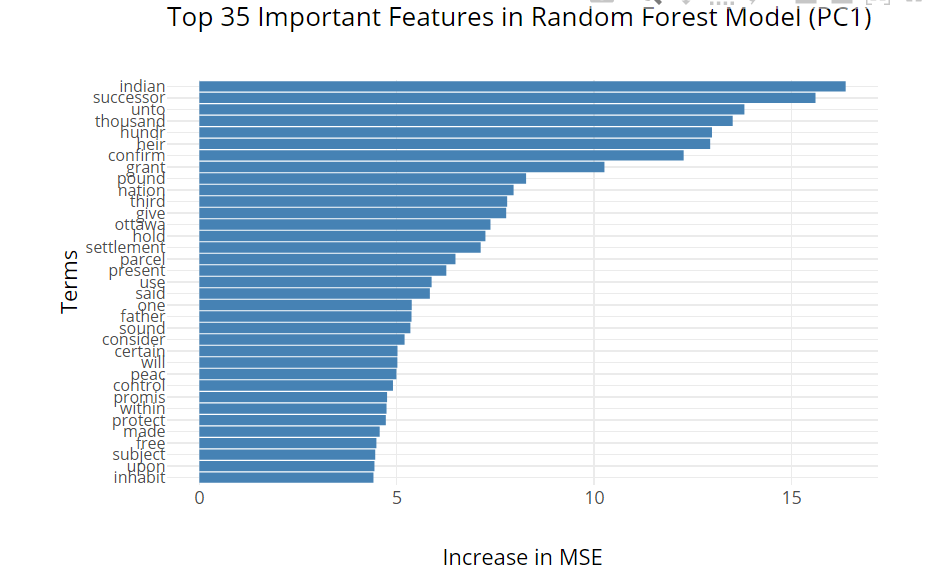 Top 35 Important Features in Random Forest Model (PC1)
indian
successor
unto
thousand
hundr
heir
confirm
grant
pound
nation
third
give
ottawa
hold
settlement
parcel
present
use
said
one
father
sound
consider
certain
will
peac
control
promis
within
protect
made
free
subject
upon
inhabit
Terms
0 5 10 15
Increase in MSE